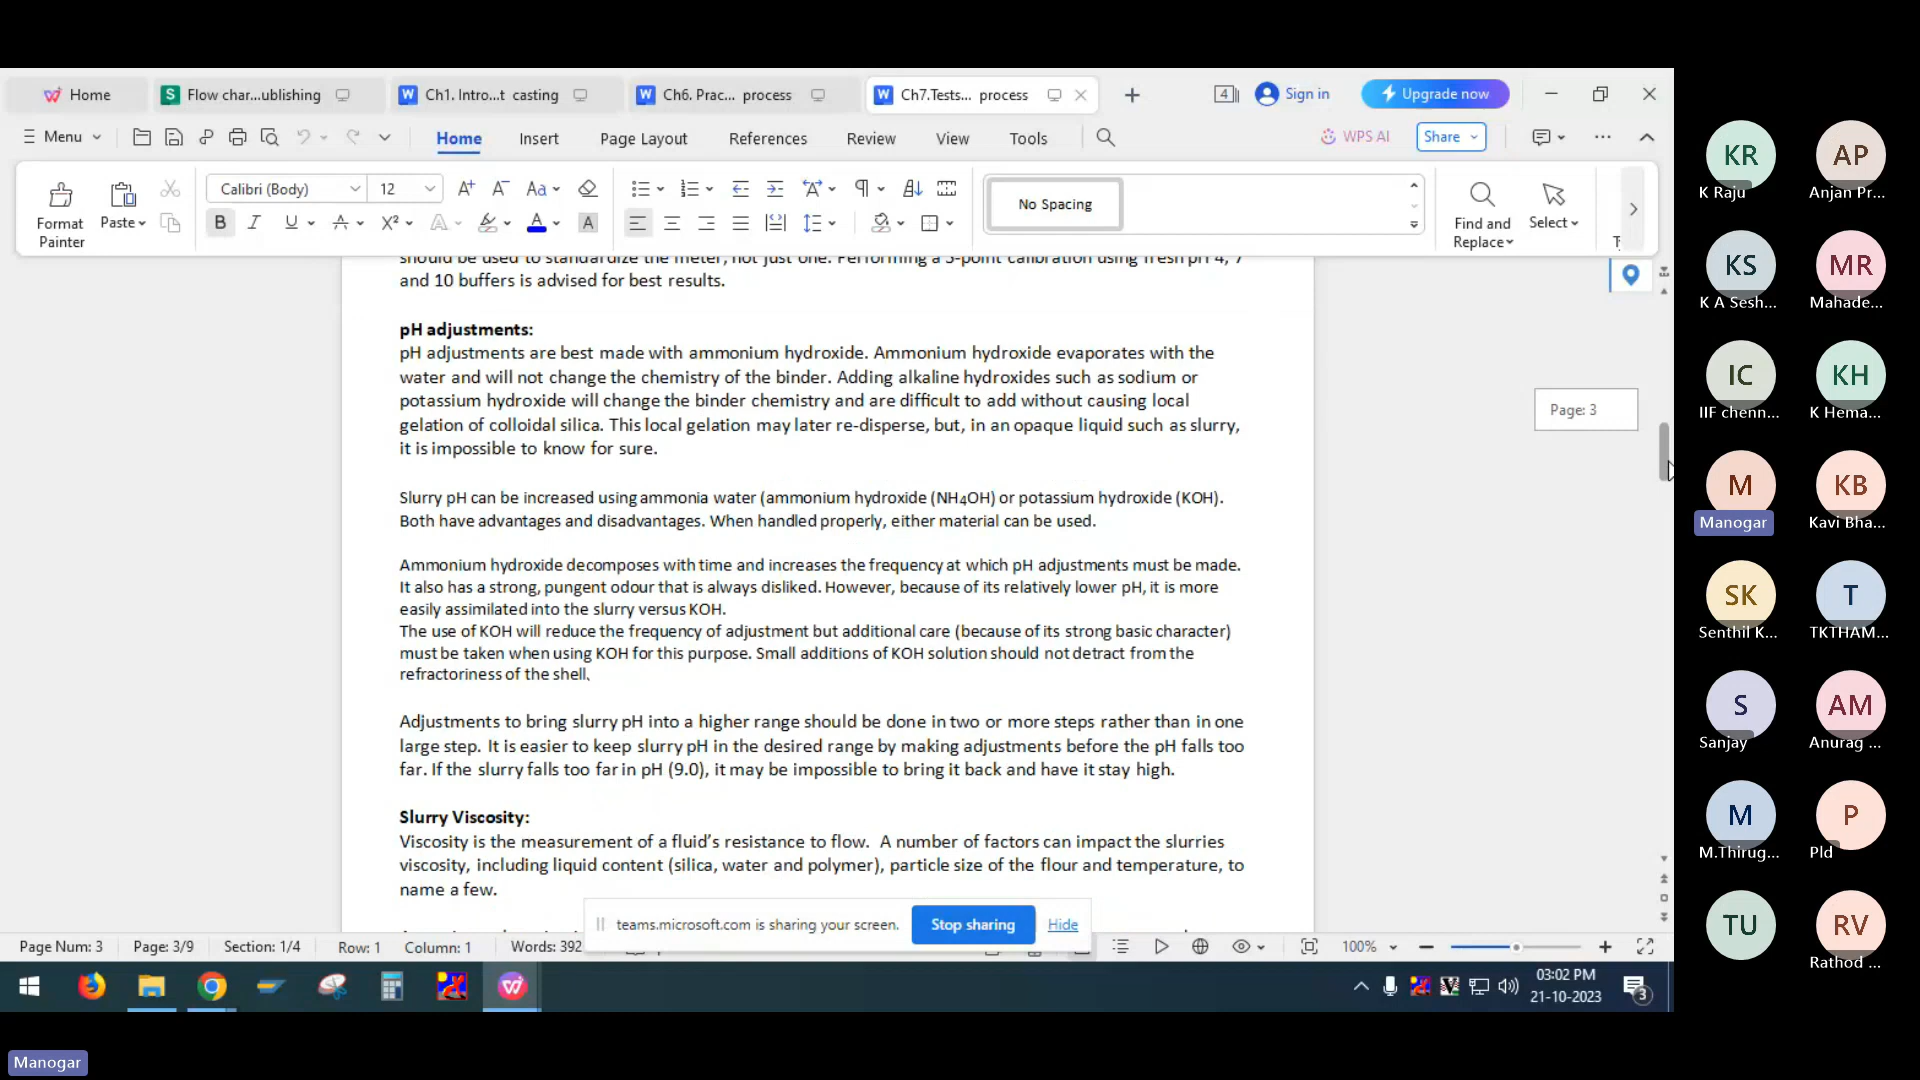 Home
Flow char...ublishing
Ch1. Intro...t casting
Ch6. Prac... process
Ch7.Tests... process
Sign in
Upgrade now
Menu
Home
Insert
Page Layout
References
Review
View
Tools
WPS AI
Share
Format Painter
Paste
Calibri (Body)
12
No Spacing
Find and Replace
Select
should be used to standardize the meter, not just one. Performing a 3-point calibration using fresh pH 4, 7
and 10 buffers is advised for best results.
pH adjustments:
pH adjustments are best made with ammonium hydroxide. Ammonium hydroxide evaporates with the
water and will not change the chemistry of the binder. Adding alkaline hydroxides such as sodium or
potassium hydroxide will change the binder chemistry and are difficult to add without causing local
gelation of colloidal silica. This local gelation may later re-disperse, but, in an opaque liquid such as slurry,
it is impossible to know for sure.
Slurry pH can be increased using ammonia water (ammonium hydroxide (NH4OH) or potassium hydroxide (KOH).
Both have advantages and disadvantages. When handled properly, either material can be used.
Ammonium hydroxide decomposes with time and increases the frequency at which pH adjustments must be made.
It also has a strong, pungent odour that is always disliked. However, because of its relatively lower pH, it is more
easily assimilated into the slurry versus KOH.
The use of KOH will reduce the frequency of adjustment but additional care (because of its strong basic character)
must be taken when using KOH for this purpose. Small additions of KOH solution should not detract from the
refractoriness of the shell、
Adjustments to bring slurry pH into a higher range should be done in two or more steps rather than in one
large step. It is easier to keep slurry pH in the desired range by making adjustments before the pH falls too
far. If the slurry falls too far in pH (9.0), it may be impossible to bring it back and have it stay high.
Slurry Viscosity:
Viscosity is the measurement of a fluid's resistance to flow. A number of factors can impact the slurries
viscosity, including liquid content (silica, water and polymer), particle size of the flour and temperature, to
name a few.
Page: 3
teams.microsoft.com is sharing your screen.
Stop sharing
Hide
Page Num: 3
Page: 3/9
Section: 1/4
Row: 1
Column: 1
Words: 392
100%
03:02 PM
21-10-2023
3
KR
K Raju
AP
Anjan Pr...
KS
K A Sesh...
MR
Mahade...
IC
IIF chenn...
KH
K Hema...
M
Manogar
KB
Kavi Bha...
SK
Senthil K...
T
TKTHAM...
S
Sanjay
AM
Anurag ...
M
M.Thirug...
P
Pld
TU
RV
Rathod ...
Manogar